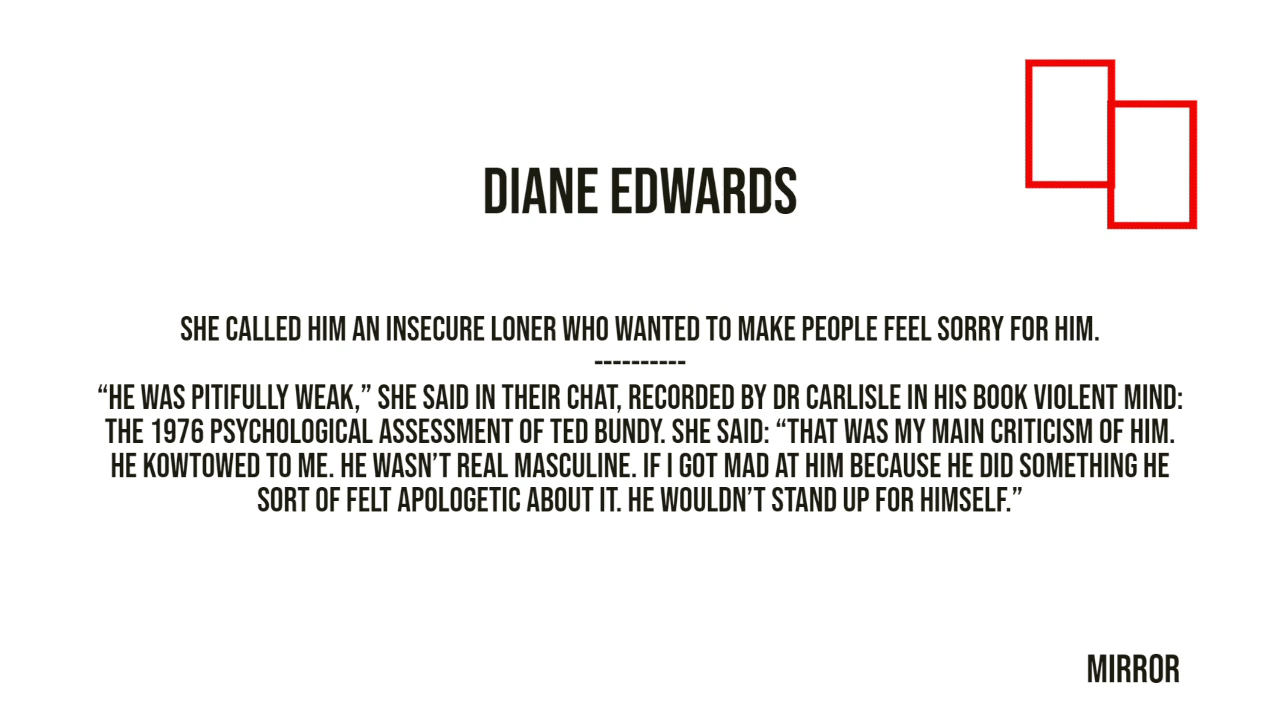 DIANE EDWARDS
SHE CALLED HIM AN INSECURE LONER WHO WANTED TO MAKE PEOPLE FEEL SORRY FOR HIM.
----------
“HE WAS PITIFULLY WEAK,” SHE SAID IN THEIR CHAT, RECORDED BY DR CARLISLE IN HIS BOOK VIOLENT MIND:
THE 1976 PSYCHOLOGICAL ASSESSMENT OF TED BUNDY. SHE SAID: “THAT WAS MY MAIN CRITICISM OF HIM.
HE KOWTOWED TO ME. HE WASN’T REAL MASCULINE. IF I GOT MAD AT HIM BECAUSE HE DID SOMETHING HE
SORT OF FELT APOLOGETIC ABOUT IT. HE WOULDN’T STAND UP FOR HIMSELF.”
MIRROR